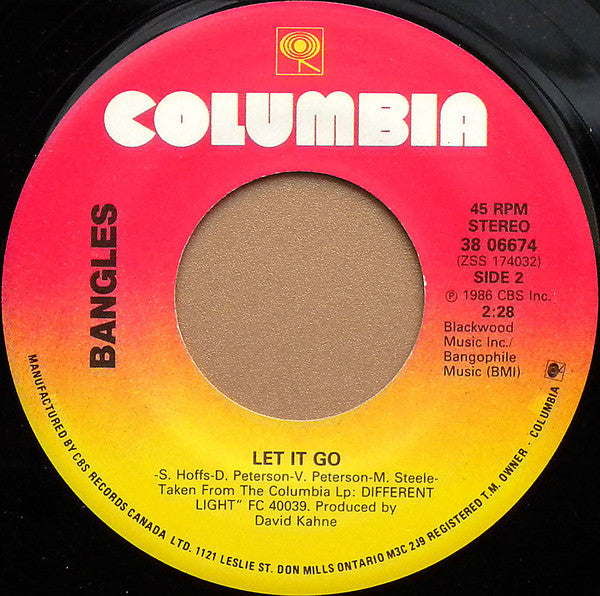 COLUMBIA
BANGLES
45 RPM
STEREO
38 06674
(ZSS 174032)
SIDE 2
℗ 1986 CBS Inc.
2:28
Blackwood
Music Inc./
Bangophile
Music (BMI)
LET IT GO
-S. Hoffs-D. Peterson-V. Peterson-M. Steele-
Taken From The Columbia Lp: DIFFERENT
LIGHT" FC 40039. Produced by
David Kahne
MANUFACTURED BY CBS RECORDS CANADA LTD. 1121 LESLIE ST. DON MILLS ONTARIO M3C 2J9 REGISTERED T.M. OWNER - COLUMBIA